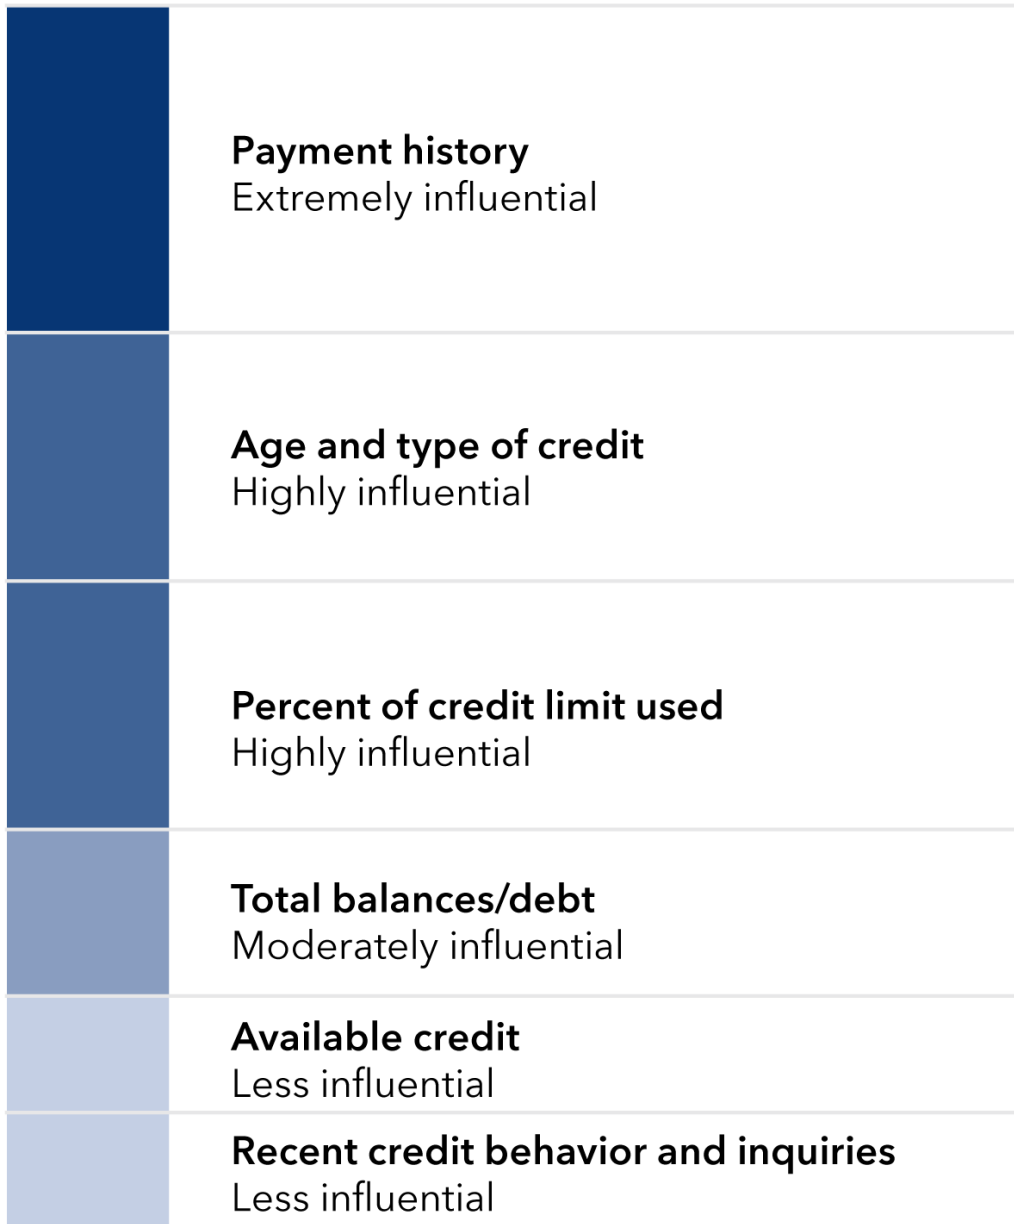 Payment history
Extremely influential
Age and type of credit
Highly influential
Percent of credit limit used
Highly influential
Total balances/debt
Moderately influential
Available credit
Less influential
Recent credit behavior and inquiries
Less influential